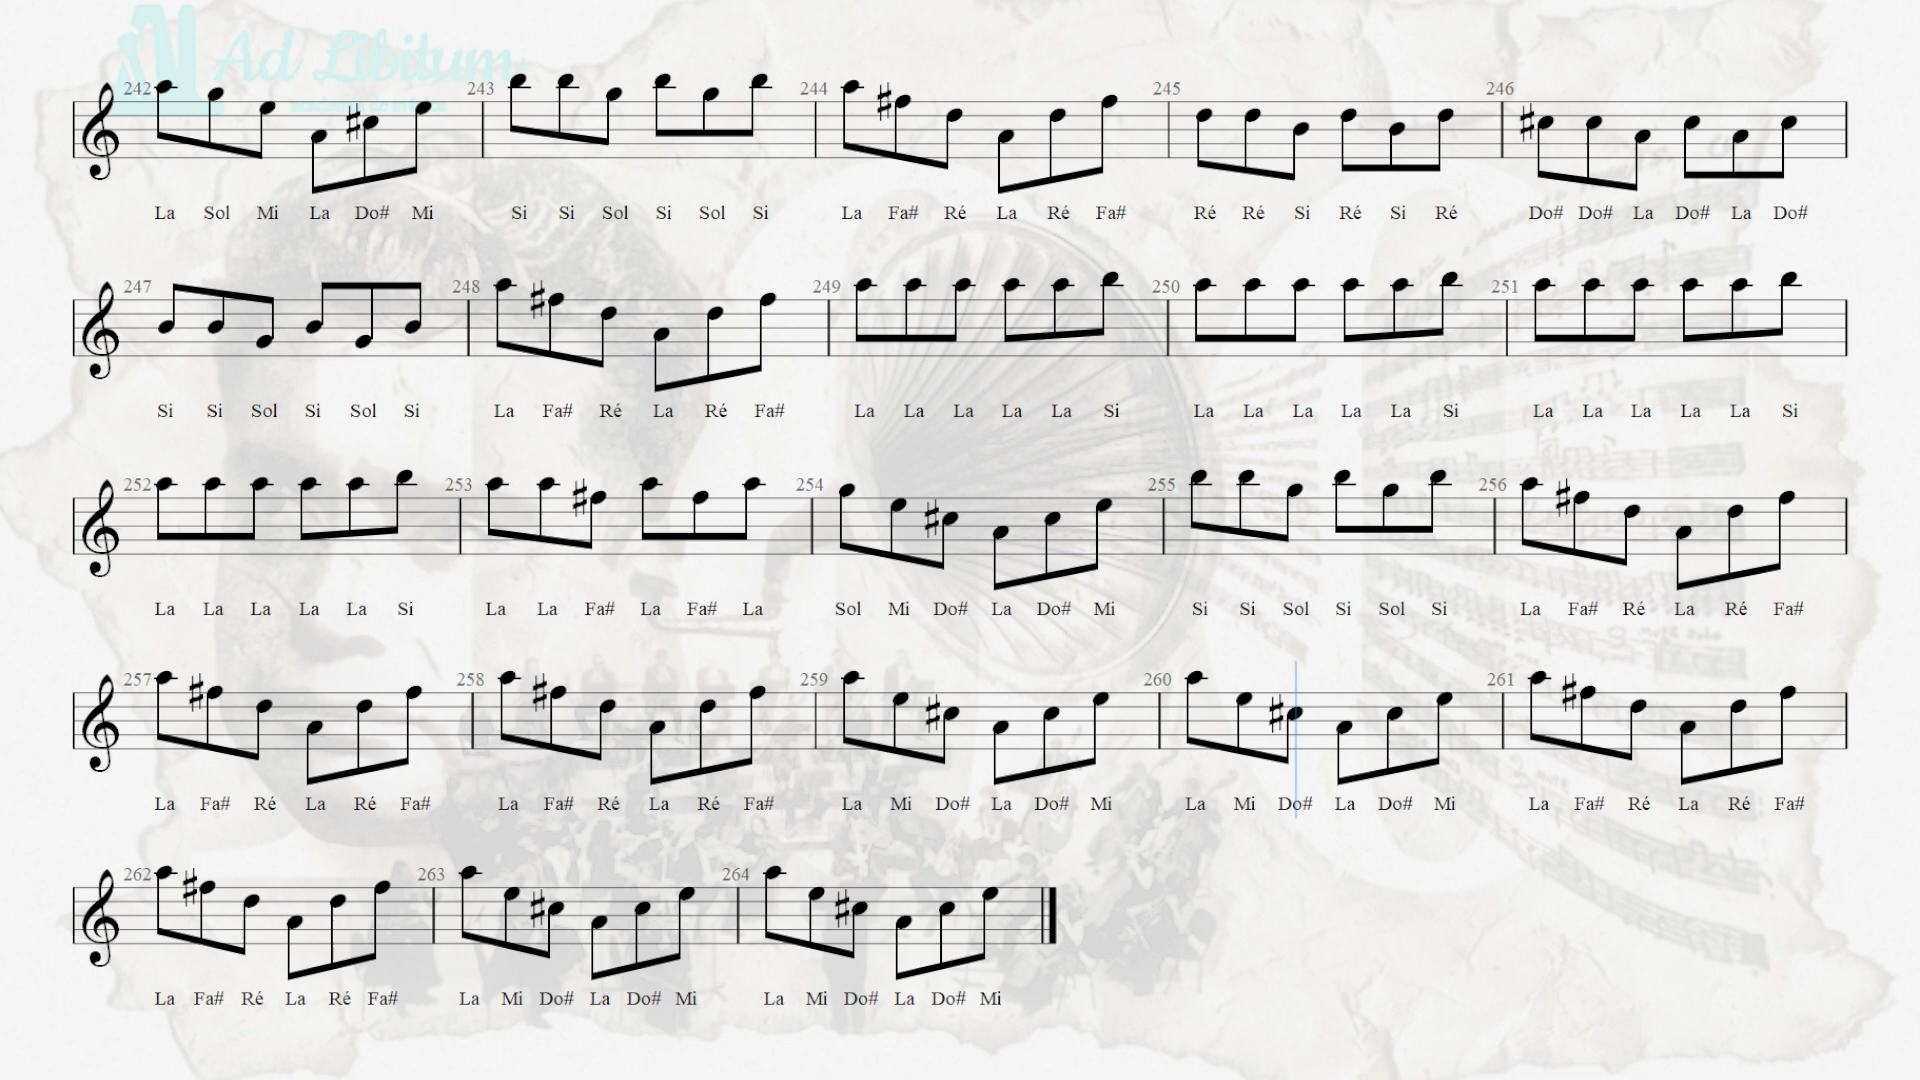 Ad Libitum
242 243 244 245 246
La Sol Mi La Do# Mi Si Si Sol Si Sol Si La Fa# Ré La Ré Fa# Ré Ré Si Ré Si Ré Do# Do# La Do# La Do#
247 248 249 250 251
Si Si Sol Si Sol Si La Fa# Ré La Ré Fa# La La La La La Si La La La La La Si La La La La La Si
252 253 254 255 256
La La La La La Si La La Fa# La Fa# La Sol Mi Do# La Do# Mi Si Si Sol Si Sol Si La Fa# Ré La Ré Fa#
257 258 259 260 261
La Fa# Ré La Ré Fa# La Fa# Ré La Ré Fa# La Mi Do# La Do# Mi La Mi Do# La Do# Mi La Fa# Ré La Ré Fa#
262 263 264
La Fa# Ré La Ré Fa# La Mi Do# La Do# Mi La Mi Do# La Do# Mi